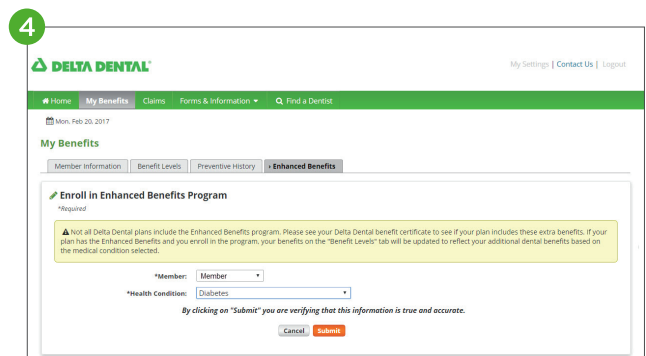 4
DELTA DENTAL®
My Settings | Contact Us | Logout
Home My Benefits Claims Forms & Information Find a Dentist
Mon, Feb 20, 2017
My Benefits
Member Information Benefit Levels Preventive History › Enhanced Benefits
Enroll in Enhanced Benefits Program
*Required
Not all Delta Dental plans include the Enhanced Benefits program. Please see your Delta Dental benefit certificate to see if your plan includes these extra benefits. If your
plan has the Enhanced Benefits and you enroll in the program, your benefits on the "Benefit Levels" tab will be updated to reflect your additional dental benefits based on
the medical condition selected.
*Member: Member
*Health Condition: Diabetes
By clicking on "Submit" you are verifying that this information is true and accurate.
Cancel Submit